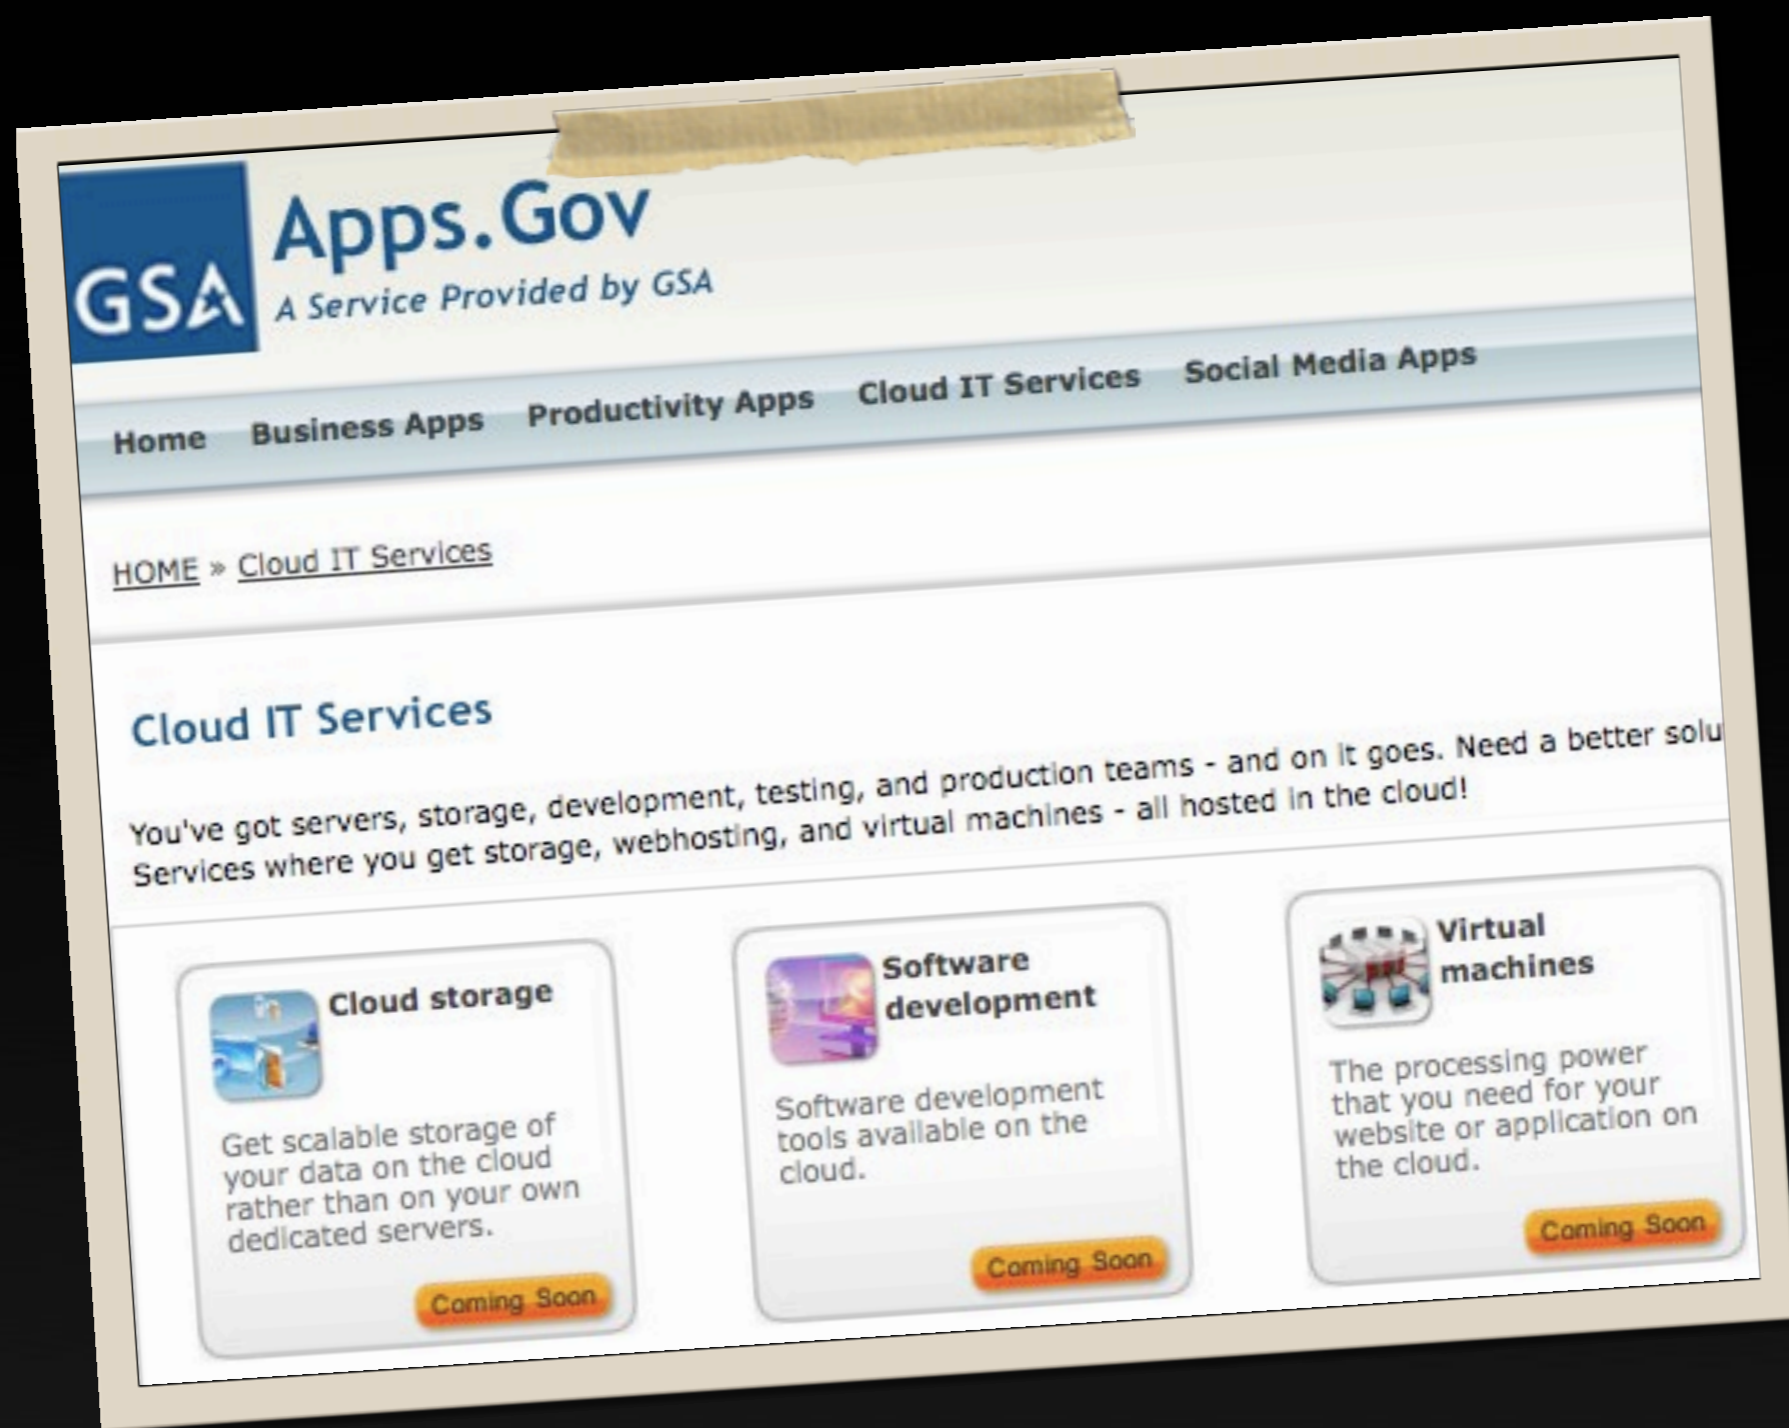 GSA
Apps.Gov
A Service Provided by GSA
Home Business Apps Productivity Apps Cloud IT Services Social Media Apps
HOME » Cloud IT Services
Cloud IT Services
You've got servers, storage, development, testing, and production teams - and on it goes. Need a better solu
Services where you get storage, webhosting, and virtual machines - all hosted in the cloud!
Cloud storage
Get scalable storage of
your data on the cloud
rather than on your own
dedicated servers.
Coming Soon
Software
development
Software development
tools available on the
cloud.
Coming Soon
Virtual
machines
The processing power
that you need for your
website or application on
the cloud.
Coming Soon